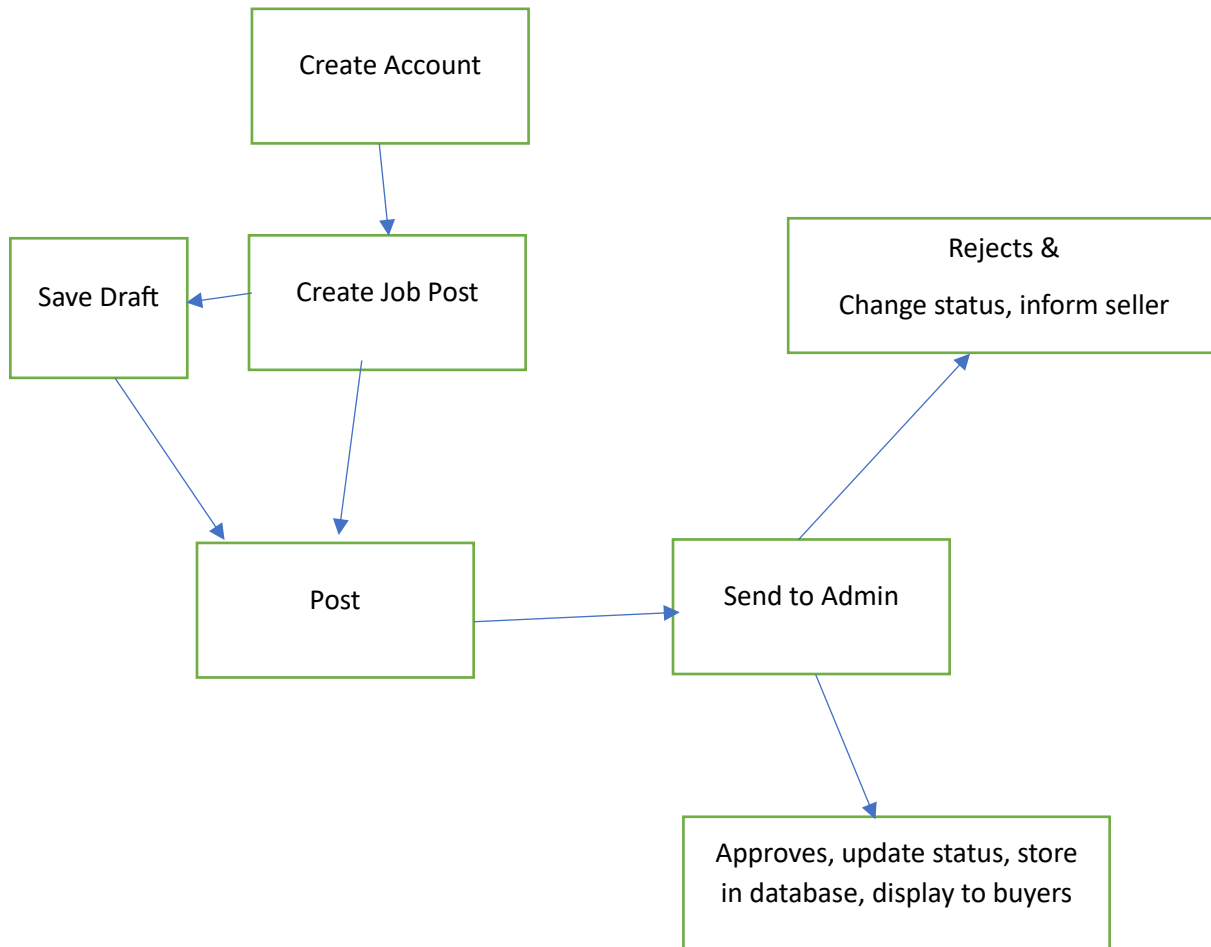 Create Account
Rejects &
Change status, inform seller
Save Draft
Create Job Post
Post
Send to Admin
Approves, update status, store
in database, display to buyers